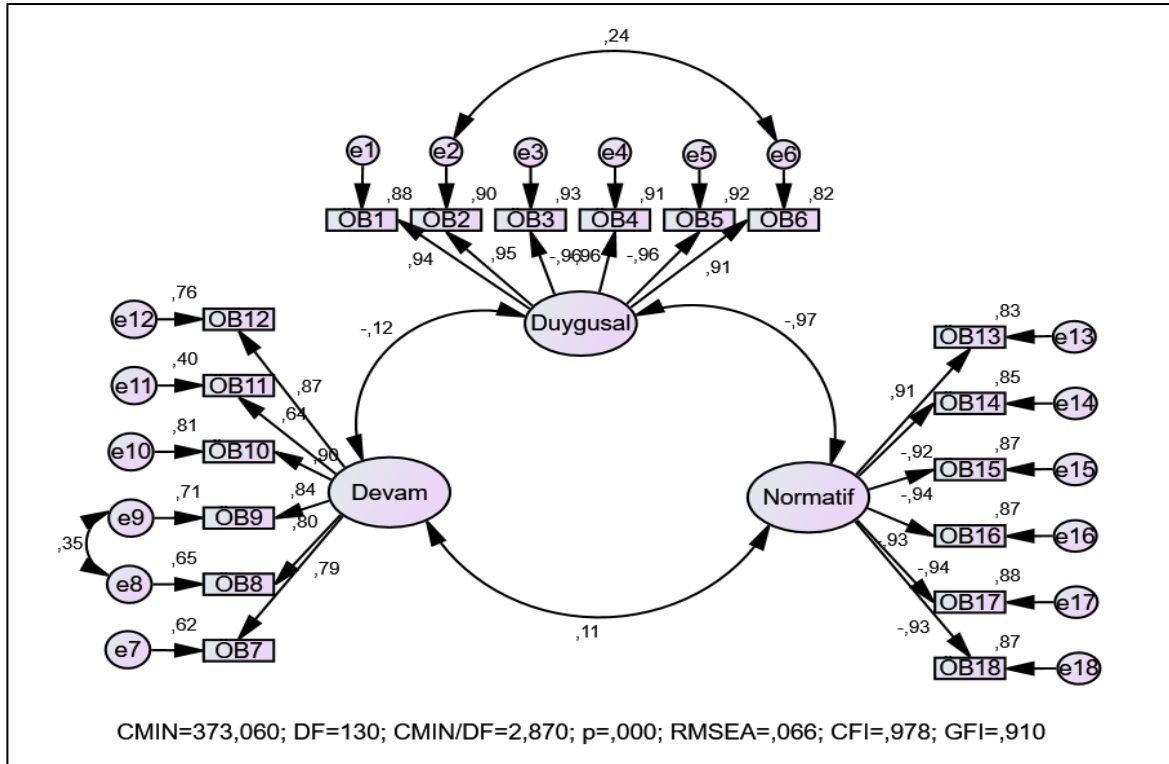 ,24
e1 e2 e3 e4 e5 e6
,88 ,90 ,93 ,91 ,92 ,82
ÖB1 ÖB2 ÖB3 ÖB4 ÖB5 ÖB6
,94 ,95 -,96 -,96 -,96 ,91
Duygusal
-,12
-,97
,76
e12 ÖB12
,87
,40
e11 ÖB11
,64
,81
e10 ÖB10
,90
,71
e9 ÖB9
,84
,35
,65
e8 ÖB8
,80
,62
e7 ÖB7
,79
Devam
Normatif
,11
,83
ÖB13 e13
,91
,85
ÖB14 e14
-,92
,87
ÖB15 e15
-,94
,87
ÖB16 e16
-,93
,88
ÖB17 e17
-,94
,87
ÖB18 e18
-,93
CMIN=373,060; DF=130; CMIN/DF=2,870; p=,000; RMSEA=,066; CFI=,978; GFI=,910